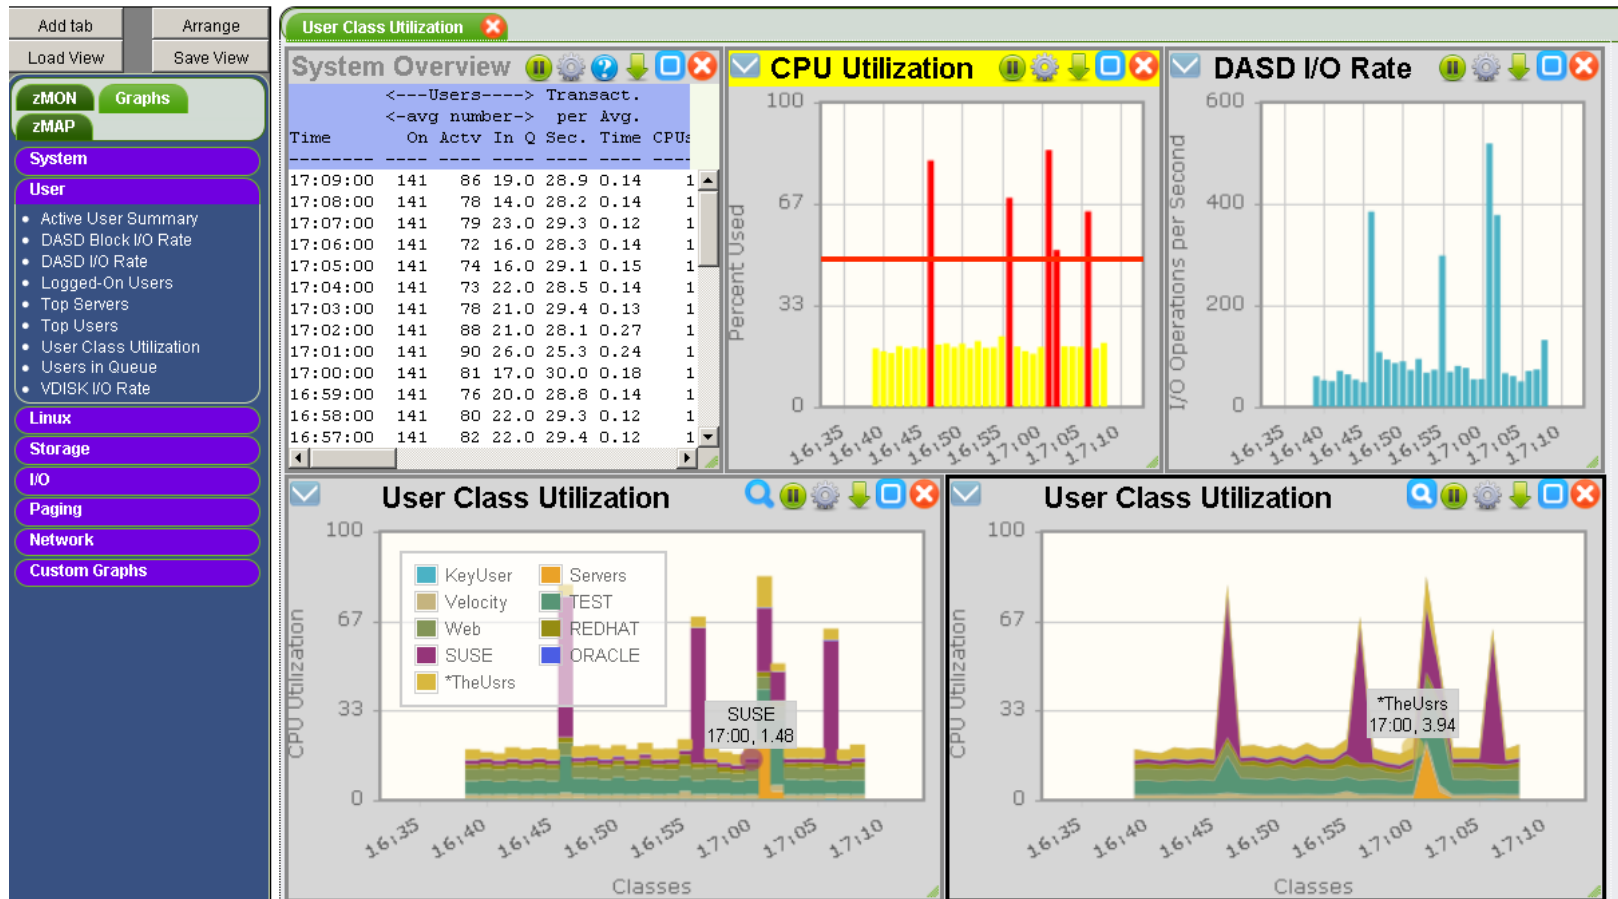 Add tab
Arrange
Load View
Save View
zMON
Graphs
zMAP
System
User
Active User Summary
DASD Block I/O Rate
DASD I/O Rate
Logged-On Users
Top Servers
Top Users
User Class Utilization
Users in Queue
VDISK I/O Rate
Linux
Storage
I/O
Paging
Network
Custom Graphs
User Class Utilization
System Overview
<---Users----> Transact.
<-avg number-> per Avg.
Time On Actv In Q Sec. Time CPUs
-------- ---- ---- ---- ---- ---- ----
17:09:00 141 86 19.0 28.9 0.14 1
17:08:00 141 78 14.0 28.2 0.14 1
17:07:00 141 79 23.0 29.3 0.12 1
17:06:00 141 72 16.0 28.3 0.14 1
17:05:00 141 74 16.0 29.1 0.15 1
17:04:00 141 73 22.0 28.5 0.14 1
17:03:00 141 78 21.0 29.4 0.13 1
17:02:00 141 88 21.0 28.1 0.27 1
17:01:00 141 90 26.0 25.3 0.24 1
17:00:00 141 81 17.0 30.0 0.18 1
16:59:00 141 76 20.0 28.8 0.14 1
16:58:00 141 80 22.0 29.3 0.12 1
16:57:00 141 82 22.0 29.4 0.12 1
CPU Utilization
100
67
33
0
Percent Used
16:35 16:40 16:45 16:50 16:55 17:00 17:05 17:10
DASD I/O Rate
600
400
200
0
I/O Operations per Second
16:35 16:40 16:45 16:50 16:55 17:00 17:05 17:10
User Class Utilization
100
67
33
0
CPU Utilization
KeyUser
Servers
Velocity
TEST
Web
REDHAT
SUSE
ORACLE
*TheUsrs
SUSE
17:00, 1.48
16:35 16:40 16:45 16:50 16:55 17:00 17:05 17:10
Classes
User Class Utilization
100
67
33
0
CPU Utilization
*TheUsrs
17:00, 3.94
16:35 16:40 16:45 16:50 16:55 17:00 17:05 17:10
Classes